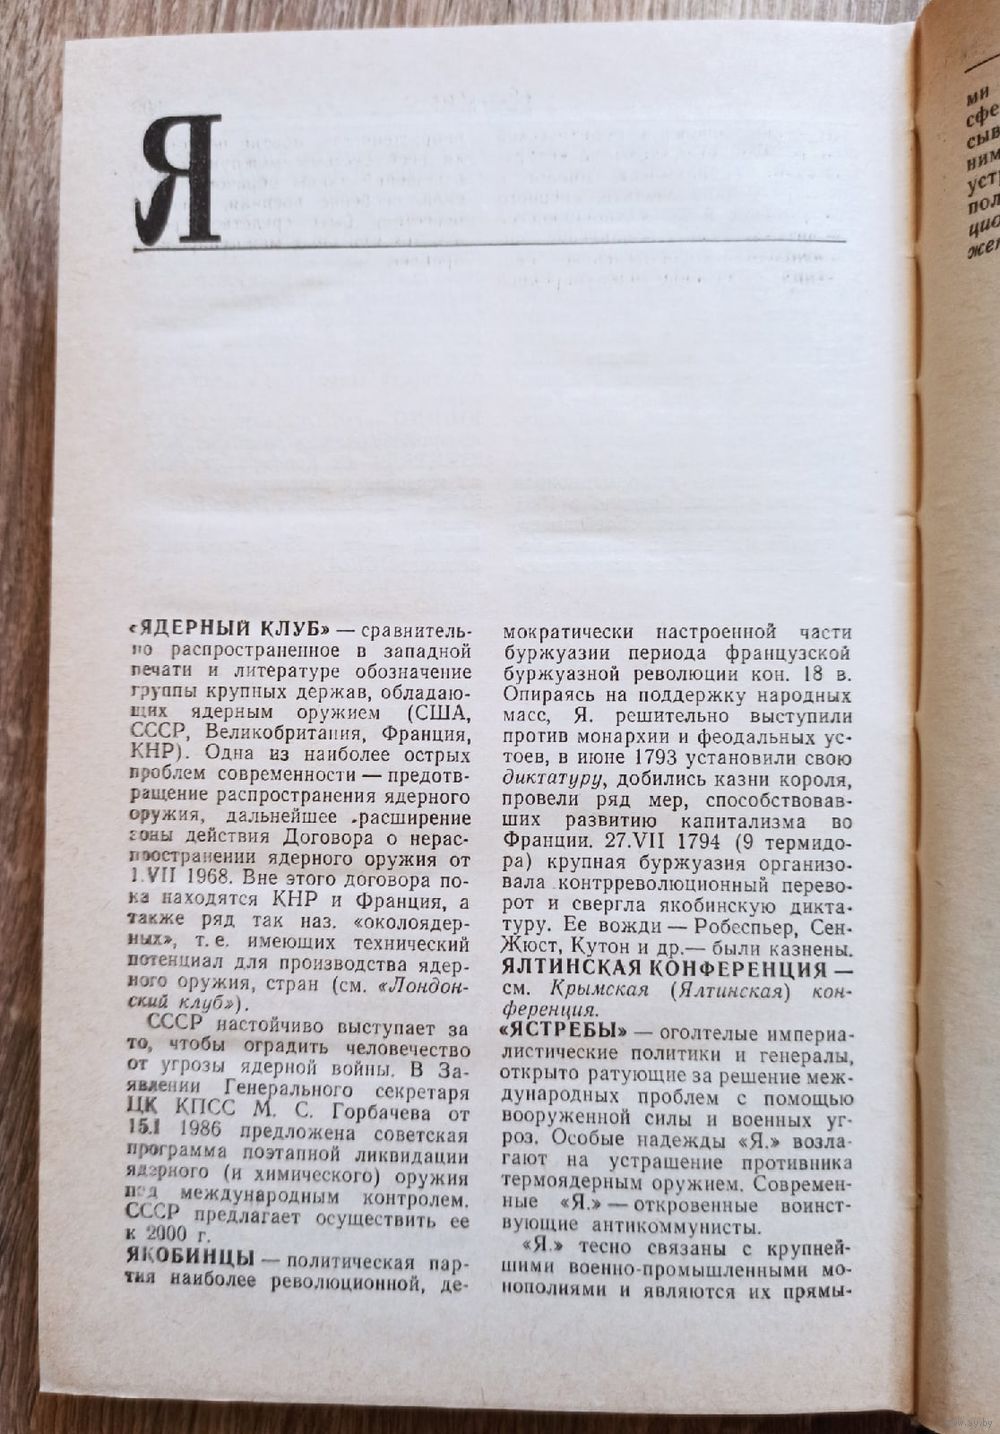 Я
«ЯДЕРНЫЙ КЛУБ» — сравнитель-
но распространенное в западной
печати и литературе обозначение
группы крупных держав, обладаю-
щих ядерным оружием (США,
СССР, Великобритания, Франция,
КНР). Одна из наиболее острых
проблем современности — предотв-
ращение распространения ядерного
оружия, дальнейшее расширение
зоны действия Договора о нерас-
пространении ядерного оружия от
1.VII 1968. Вне этого договора по-
ка находятся КНР и Франция, а
также ряд так наз. «околоядер-
ных», т. е. имеющих технический
потенциал для производства ядер-
ного оружия, стран (см. «Лондон-
ский клуб»).
СССР настойчиво выступает за
то, чтобы оградить человечество
от угрозы ядерной войны. В За-
явлении Генерального секретаря
ЦК КПСС М. С. Горбачева от
15.I 1986 предложена советская
программа поэтапной ликвидации
ядерного (и химического) оружия
под международным контролем.
СССР предлагает осуществить ее
к 2000 г.
ЯКОБИНЦЫ — политическая пар-
тия наиболее революционной, де-
мократически настроенной части
буржуазии периода французской
буржуазной революции кон. 18 в.
Опираясь на поддержку народных
масс, Я. решительно выступили
против монархии и феодальных ус-
тоев, в июне 1793 установили свою
диктатуру, добились казни короля,
провели ряд мер, способствовав-
ших развитию капитализма во
Франции. 27.VII 1794 (9 термидо-
ра) крупная буржуазия организо-
вала контрреволюционный перево-
рот и свергла якобинскую дикта-
туру. Ее вожди — Робеспьер, Сен-
Жюст, Кутон и др.— были казнены.
ЯЛТИНСКАЯ КОНФЕРЕНЦИЯ —
см. Крымская (Ялтинская) кон-
ференция.
«ЯСТРЕБЫ» — оголтелые империа-
листические политики и генералы,
открыто ратующие за решение меж-
дународных проблем с помощью
вооруженной силы и военных уг-
роз. Особые надежды «Я.» возла-
гают на устрашение противника
термоядерным оружием. Современ-
ные «Я.» — откровенные воинст-
вующие антикоммунисты.
«Я.» тесно связаны с крупней-
шими военно-промышленными мо-
нополиями и являются их прямы-
ми
сфе
сыв
ним
уст
пол
цио
жен